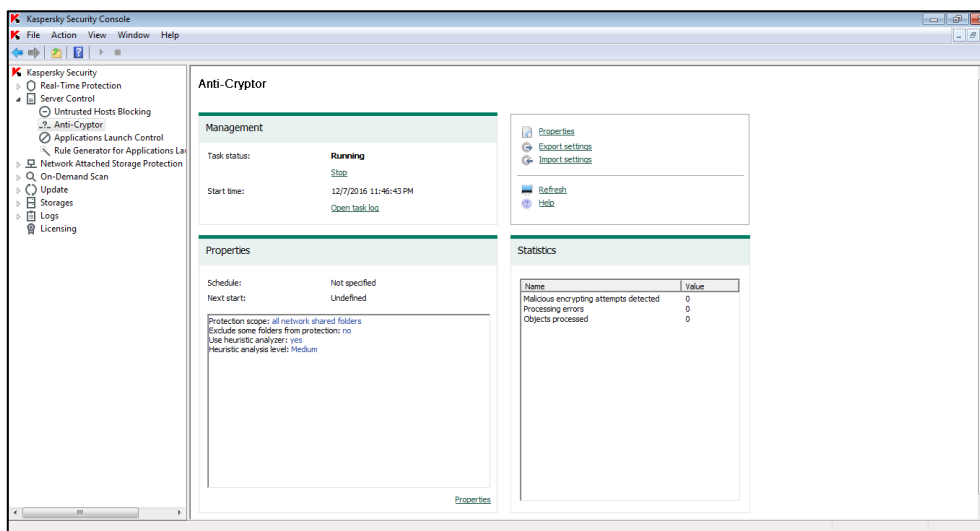 Kaspersky Security Console
File Action View Window Help
Kaspersky Security
Real-Time Protection
Server Control
Untrusted Hosts Blocking
Anti-Cryptor
Applications Launch Control
Rule Generator for Applications Lau
Network Attached Storage Protection
On-Demand Scan
Update
Storages
Logs
Licensing
Anti-Cryptor
Management
Task status: Running
Stop
Start time: 12/7/2016 11:46:43 PM
Open task log
Properties
Export settings
Import settings
Refresh
Help
Properties
Schedule: Not specified
Next start: Undefined
Protection scope: all network shared folders
Exclude some folders from protection: no
Use heuristic analyzer: yes
Heuristic analysis level: Medium
Properties
Statistics
Name Value
Malicious encrypting attempts detected 0
Processing errors 0
Objects processed 0